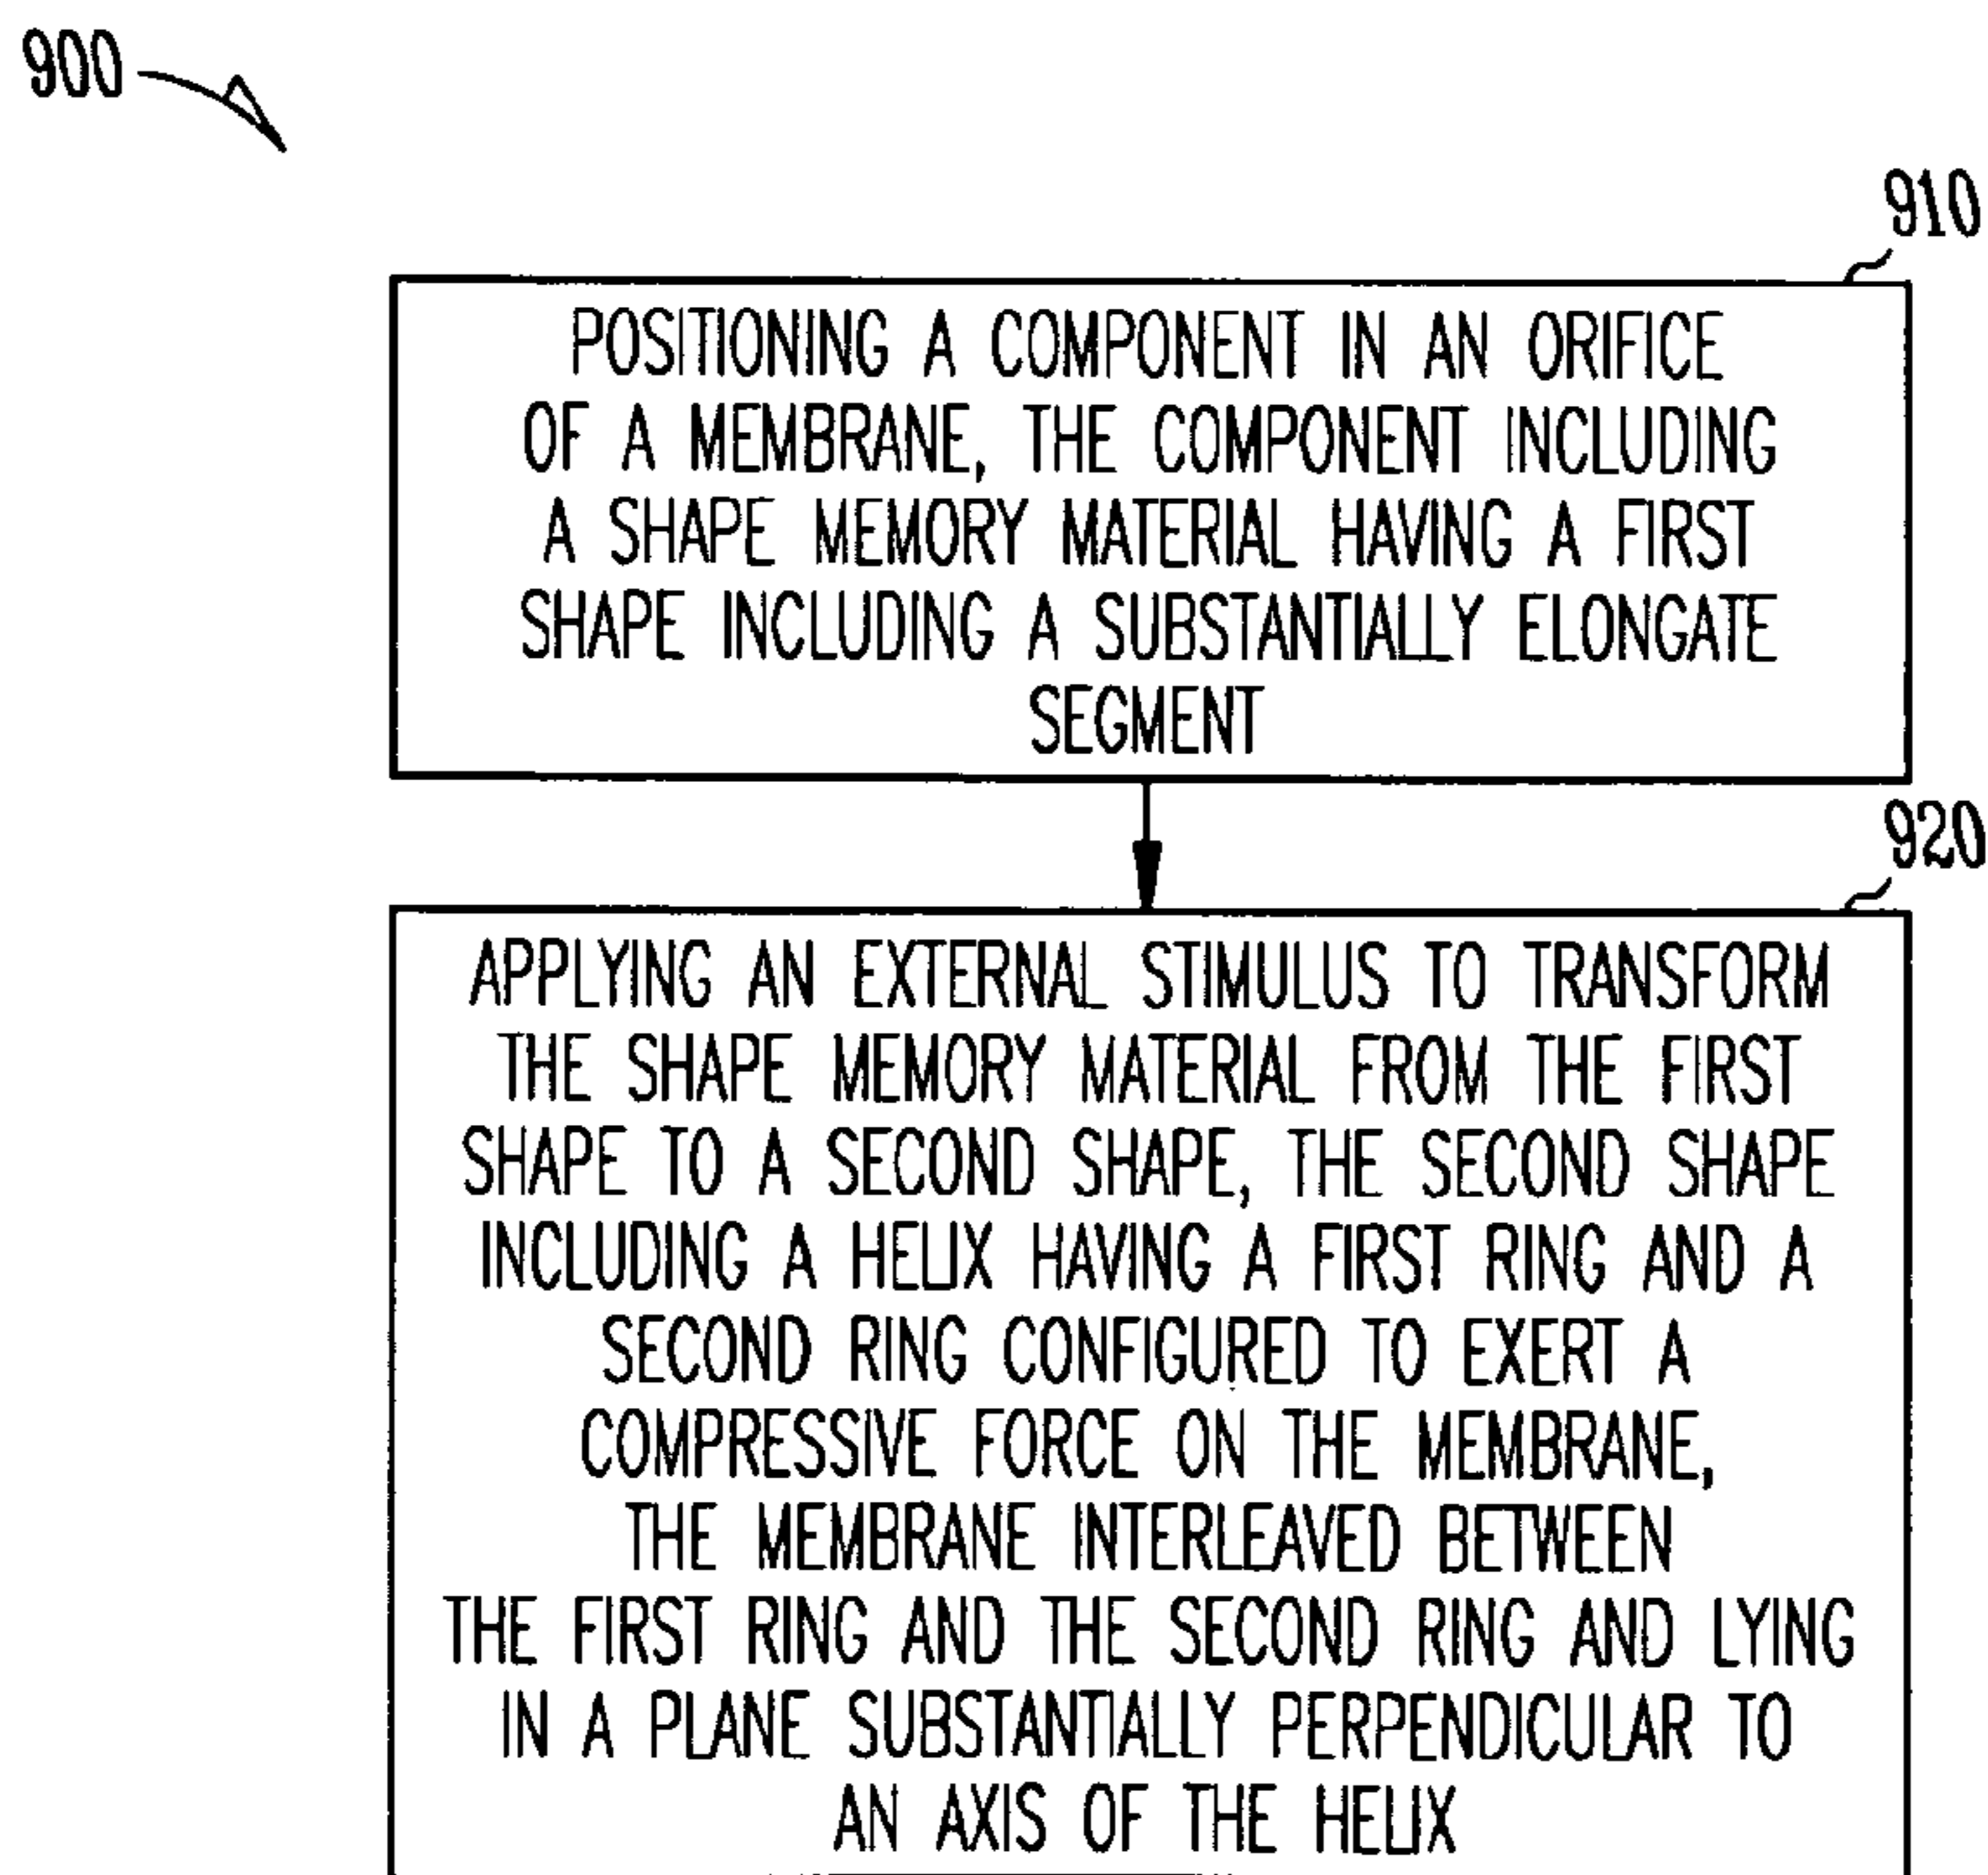 900
910
POSITIONING A COMPONENT IN AN ORIFICE
OF A MEMBRANE, THE COMPONENT INCLUDING
A SHAPE MEMORY MATERIAL HAVING A FIRST
SHAPE INCLUDING A SUBSTANTIALLY ELONGATE
SEGMENT
920
APPLYING AN EXTERNAL STIMULUS TO TRANSFORM
THE SHAPE MEMORY MATERIAL FROM THE FIRST
SHAPE TO A SECOND SHAPE, THE SECOND SHAPE
INCLUDING A HELIX HAVING A FIRST RING AND A
SECOND RING CONFIGURED TO EXERT A
COMPRESSIVE FORCE ON THE MEMBRANE,
THE MEMBRANE INTERLEAVED BETWEEN
THE FIRST RING AND THE SECOND RING AND LYING
IN A PLANE SUBSTANTIALLY PERPENDICULAR TO
AN AXIS OF THE HELIX